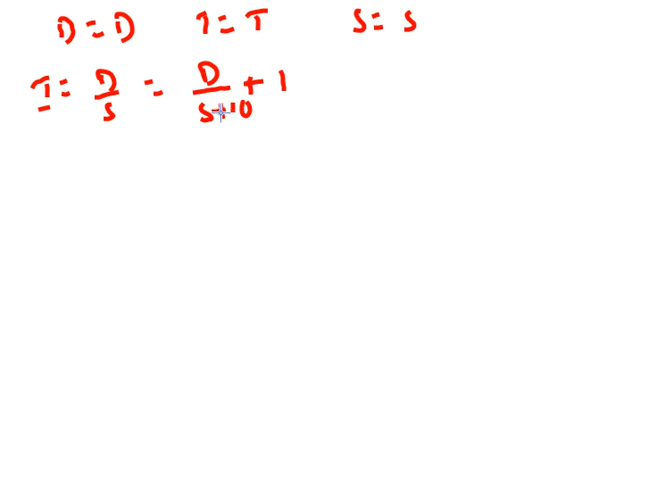 D = D T = T S = S
T = D/S = D/S+10 + 1